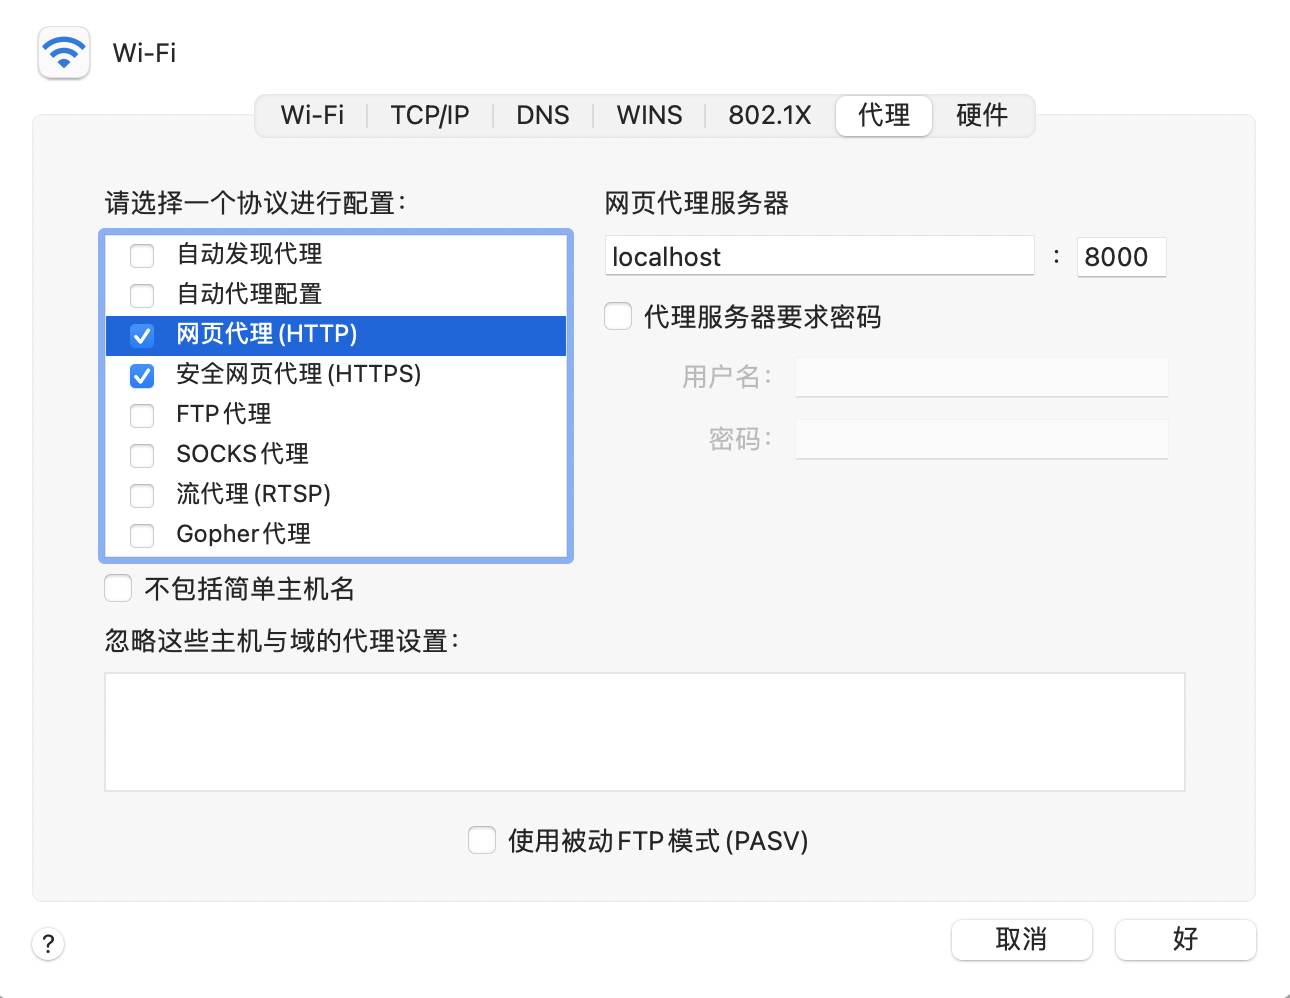 Wi-Fi
Wi-Fi TCP/IP DNS WINS 802.1X 代理 硬件
请选择一个协议进行配置：
自动发现代理
自动代理配置
网页代理(HTTP)
安全网页代理(HTTPS)
FTP代理
SOCKS代理
流代理(RTSP)
Gopher代理
不包括简单主机名
网页代理服务器
localhost : 8000
代理服务器要求密码
用户名：
密码：
忽略这些主机与域的代理设置：
使用被动FTP模式(PASV)
? 取消 好